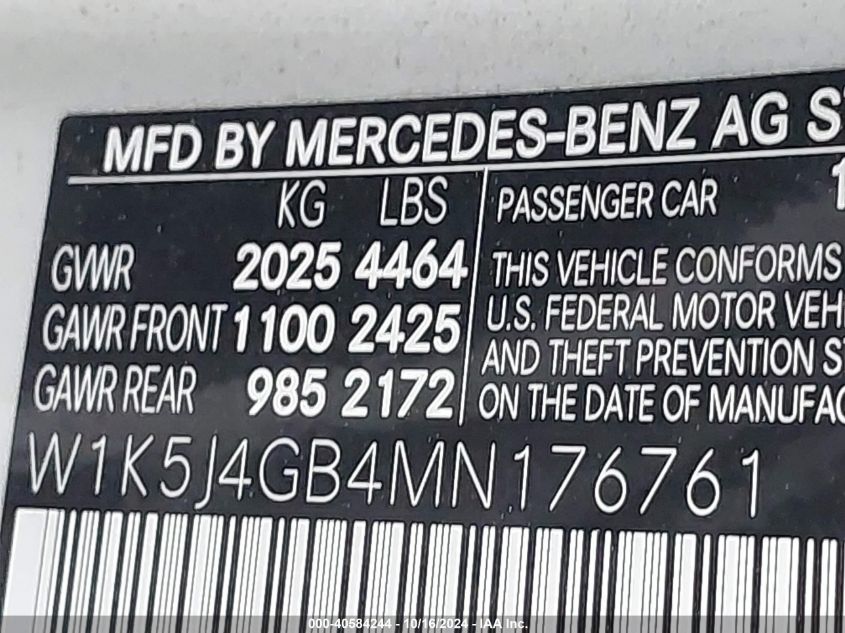 MFD BY MERCEDES-BENZ AG
KG LBS
GVWR 2025 4464
GAWR FRONT 1100 2425
GAWR REAR 985 2172
PASSENGER CAR
THIS VEHICLE CONFORMS
U.S. FEDERAL MOTOR
AND THEFT PREVENTION
ON THE DATE OF
W1K5J4GB4MN176761
000-40584244 - 10/16/2024 - IAA Inc.